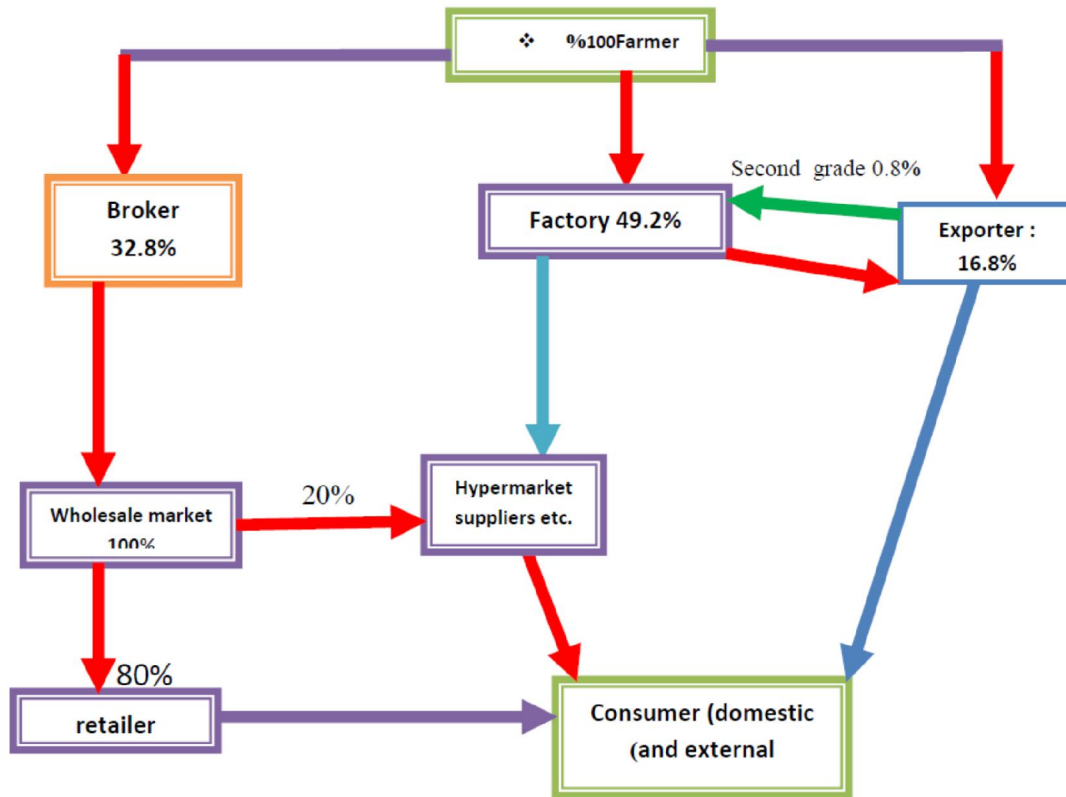 ❖ %100Farmer
Second grade 0.8%
Broker
32.8%
Factory 49.2%
Exporter :
16.8%
20%
Hypermarket
suppliers etc.
Wholesale market
100%
80%
retailer
Consumer (domestic
(and external